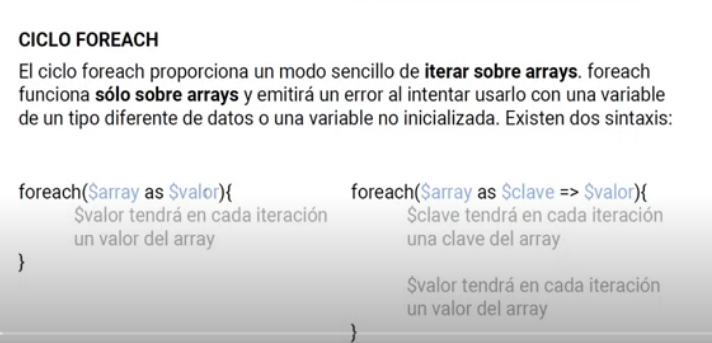 CICLO FOREACH
El ciclo foreach proporciona un modo sencillo de iterar sobre arrays. foreach
funciona sólo sobre arrays y emitirá un error al intentar usarlo con una variable
de un tipo diferente de datos o una variable no inicializada. Existen dos sintaxis:
foreach($array as $valor){
$valor tendrá en cada iteración
un valor del array
}
foreach($array as $clave => $valor){
$clave tendrá en cada iteración
una clave del array
$valor tendrá en cada iteración
un valor del array
}